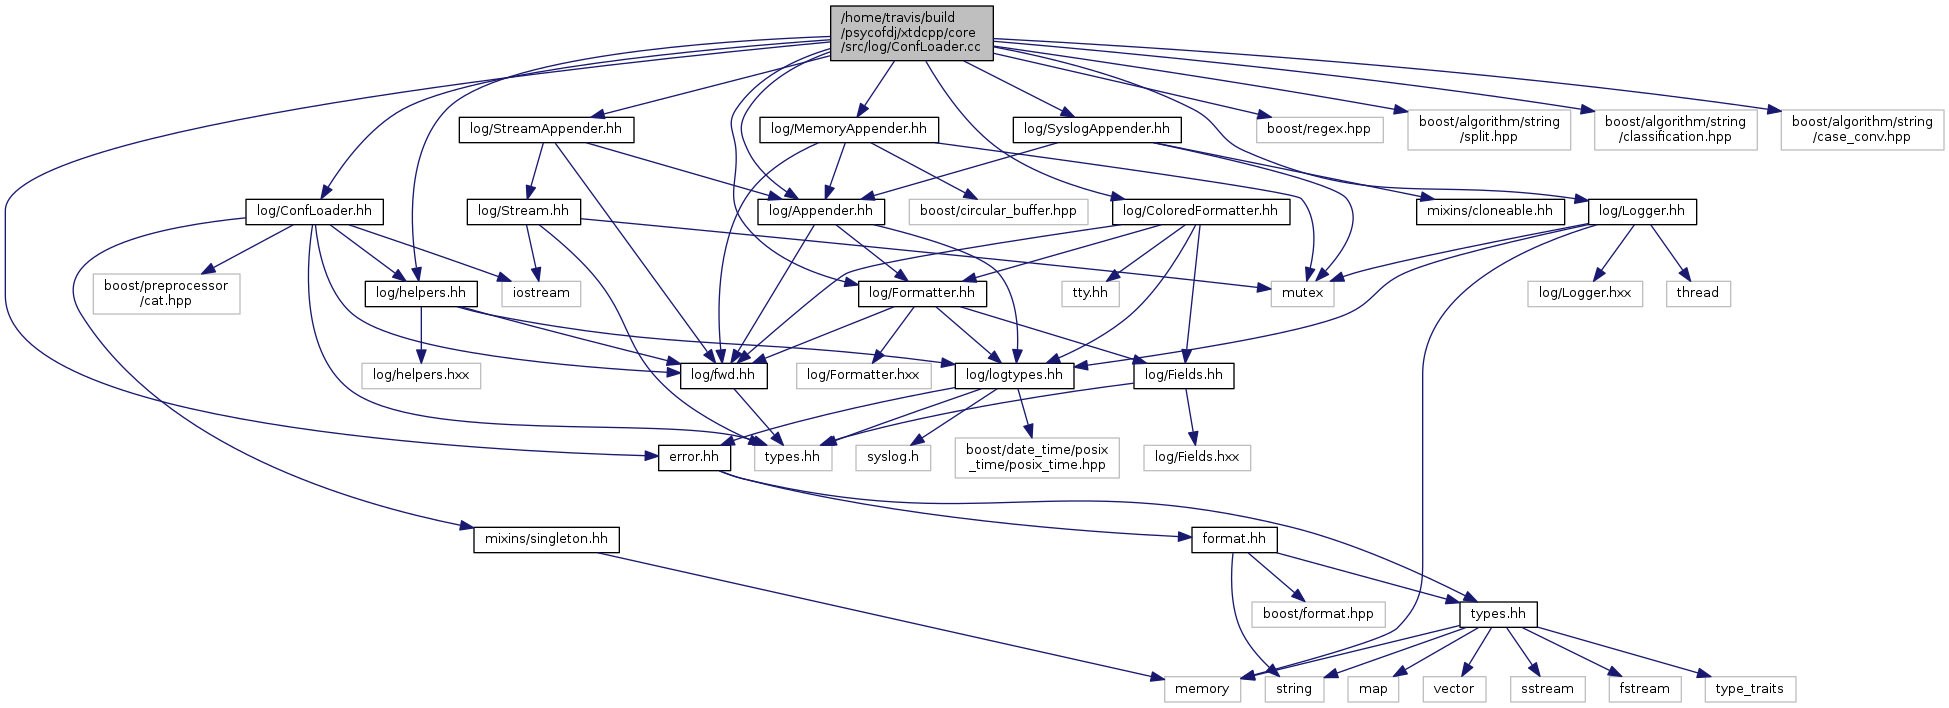 /home/travis/build
/psycofdj/xtdcpp/core
/src/log/ConfLoader.cc
log/StreamAppender.hh
log/MemoryAppender.hh
log/SyslogAppender.hh
boost/regex.hpp
boost/algorithm/string
/split.hpp
boost/algorithm/string
/classification.hpp
boost/algorithm/string
/case_conv.hpp
log/ConfLoader.hh
log/Stream.hh
log/Appender.hh
boost/circular_buffer.hpp
log/ColoredFormatter.hh
mixins/cloneable.hh
log/Logger.hh
boost/preprocessor
/cat.hpp
log/helpers.hh
iostream
log/Formatter.hh
tty.hh
mutex
log/Logger.hxx
thread
log/helpers.hxx
log/fwd.hh
log/Formatter.hxx
log/logtypes.hh
log/Fields.hh
error.hh
types.hh
syslog.h
boost/date_time/posix
_time/posix_time.hpp
log/Fields.hxx
mixins/singleton.hh
format.hh
boost/format.hpp
types.hh
memory
string
map
vector
sstream
fstream
type_traits